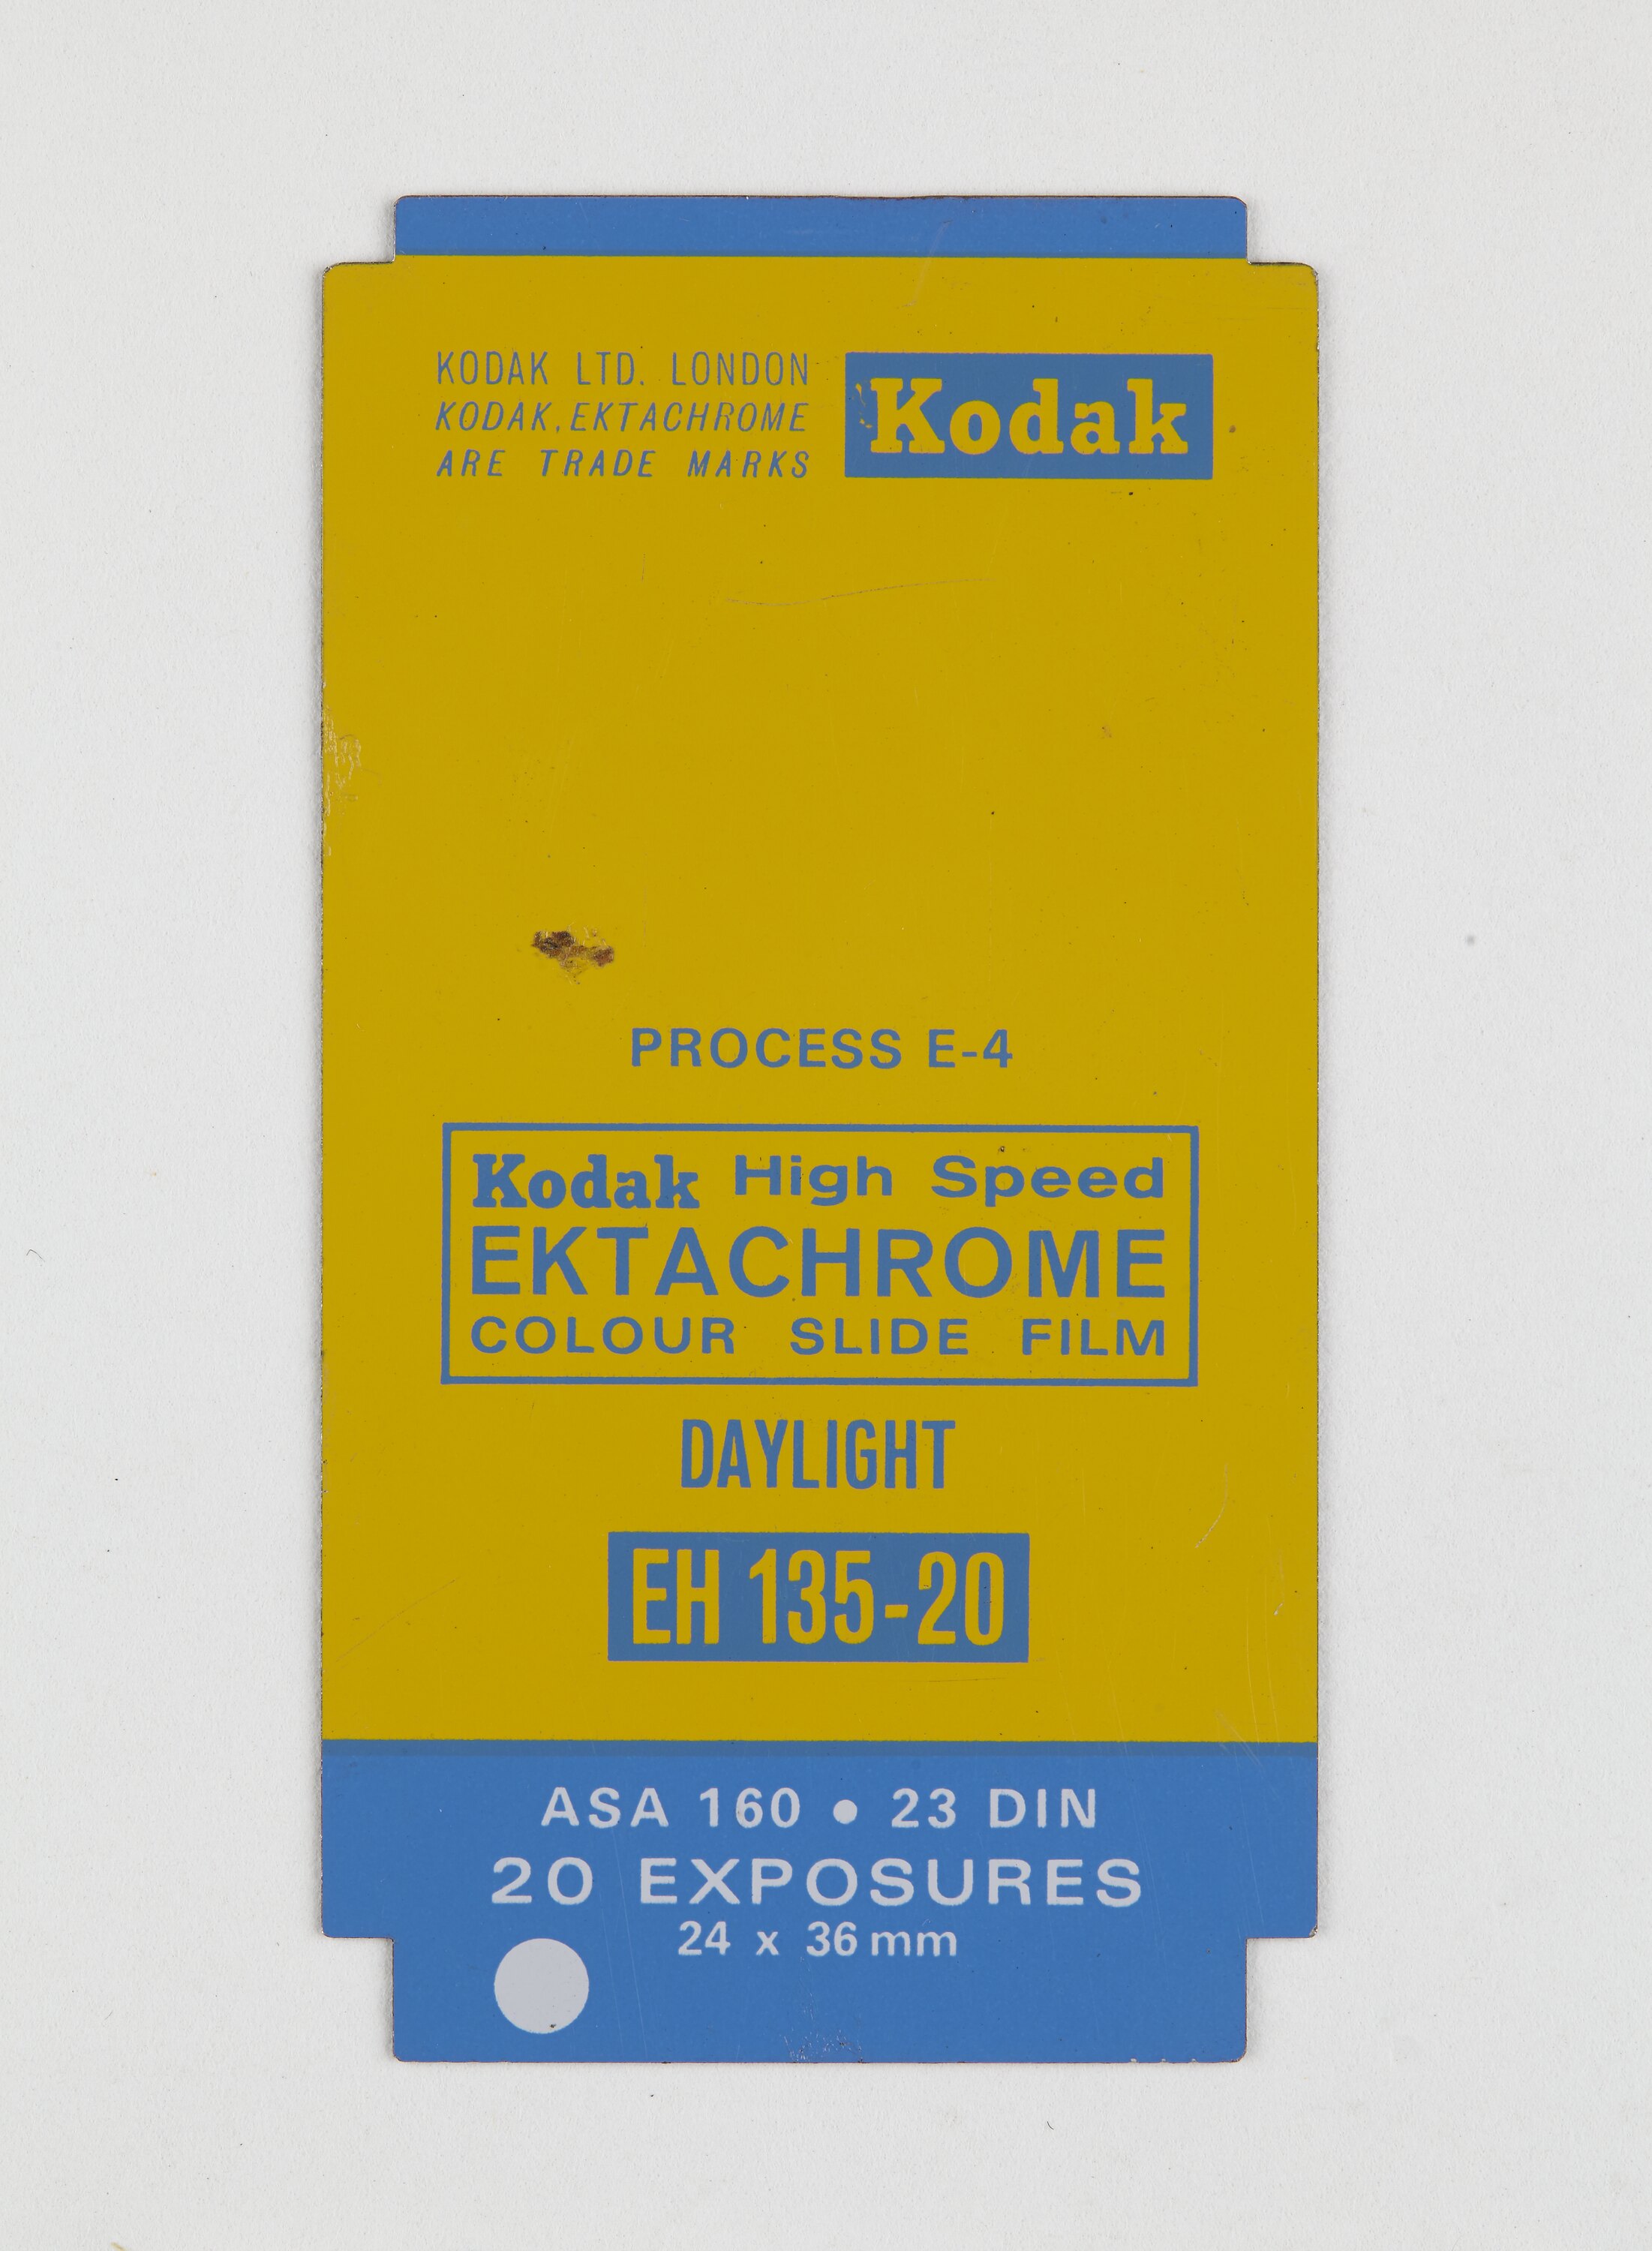 KODAK LTD. LONDON
KODAK, EKTACHROME
ARE TRADE MARKS
Kodak
PROCESS E-4
Kodak High Speed
EKTACHROME
COLOUR SLIDE FILM
DAYLIGHT
EH 135-20
ASA 160 • 23 DIN
20 EXPOSURES
24 x 36 mm